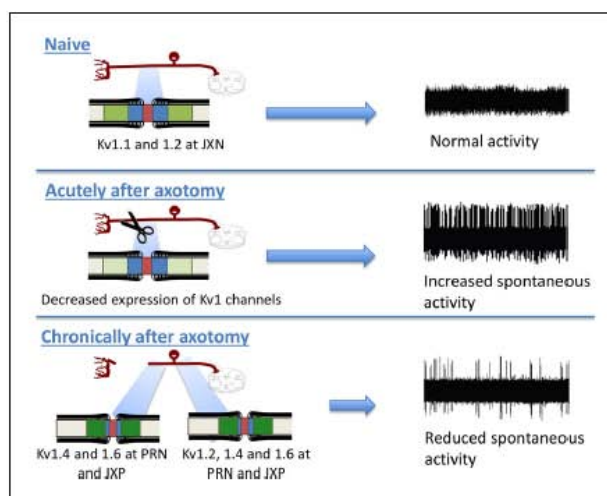 Naive
Kv1.1 and 1.2 at JXN
Normal activity
Acutely after axotomy
Decreased expression of Kv1 channels
Increased spontaneous
activity
Chronically after axotomy
Kv1.4 and 1.6 at PRN
and JXP
Kv1.2, 1.4 and 1.6 at
PRN and JXP
Reduced spontaneous
activity